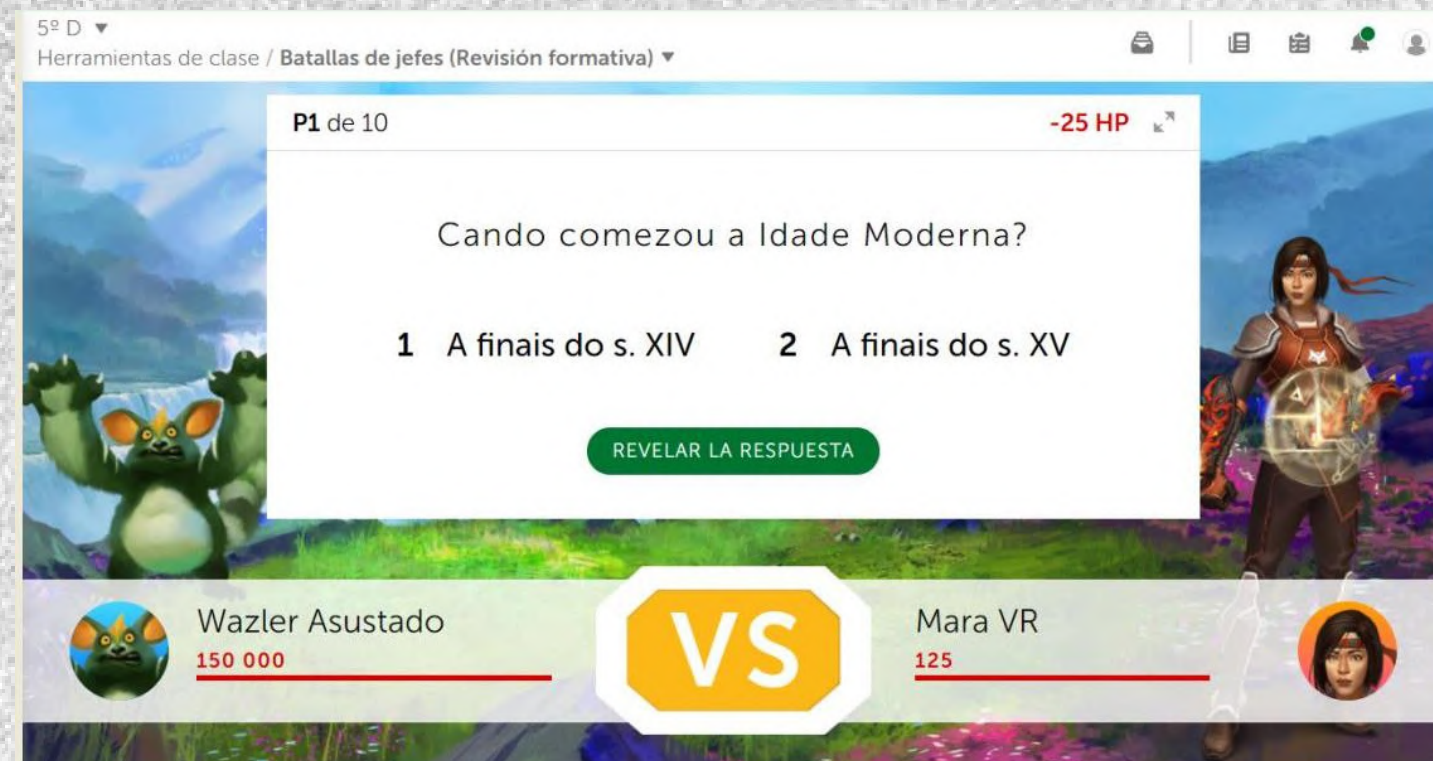 5º D
Herramientas de clase / Batallas de jefes (Revisión formativa)
P1 de 10
-25 HP
Cando comezou a Idade Moderna?
1 A finais do s. XIV
2 A finais do s. XV
REVELAR LA RESPUESTA
Wazler Asustado
150 000
VS
Mara VR
125